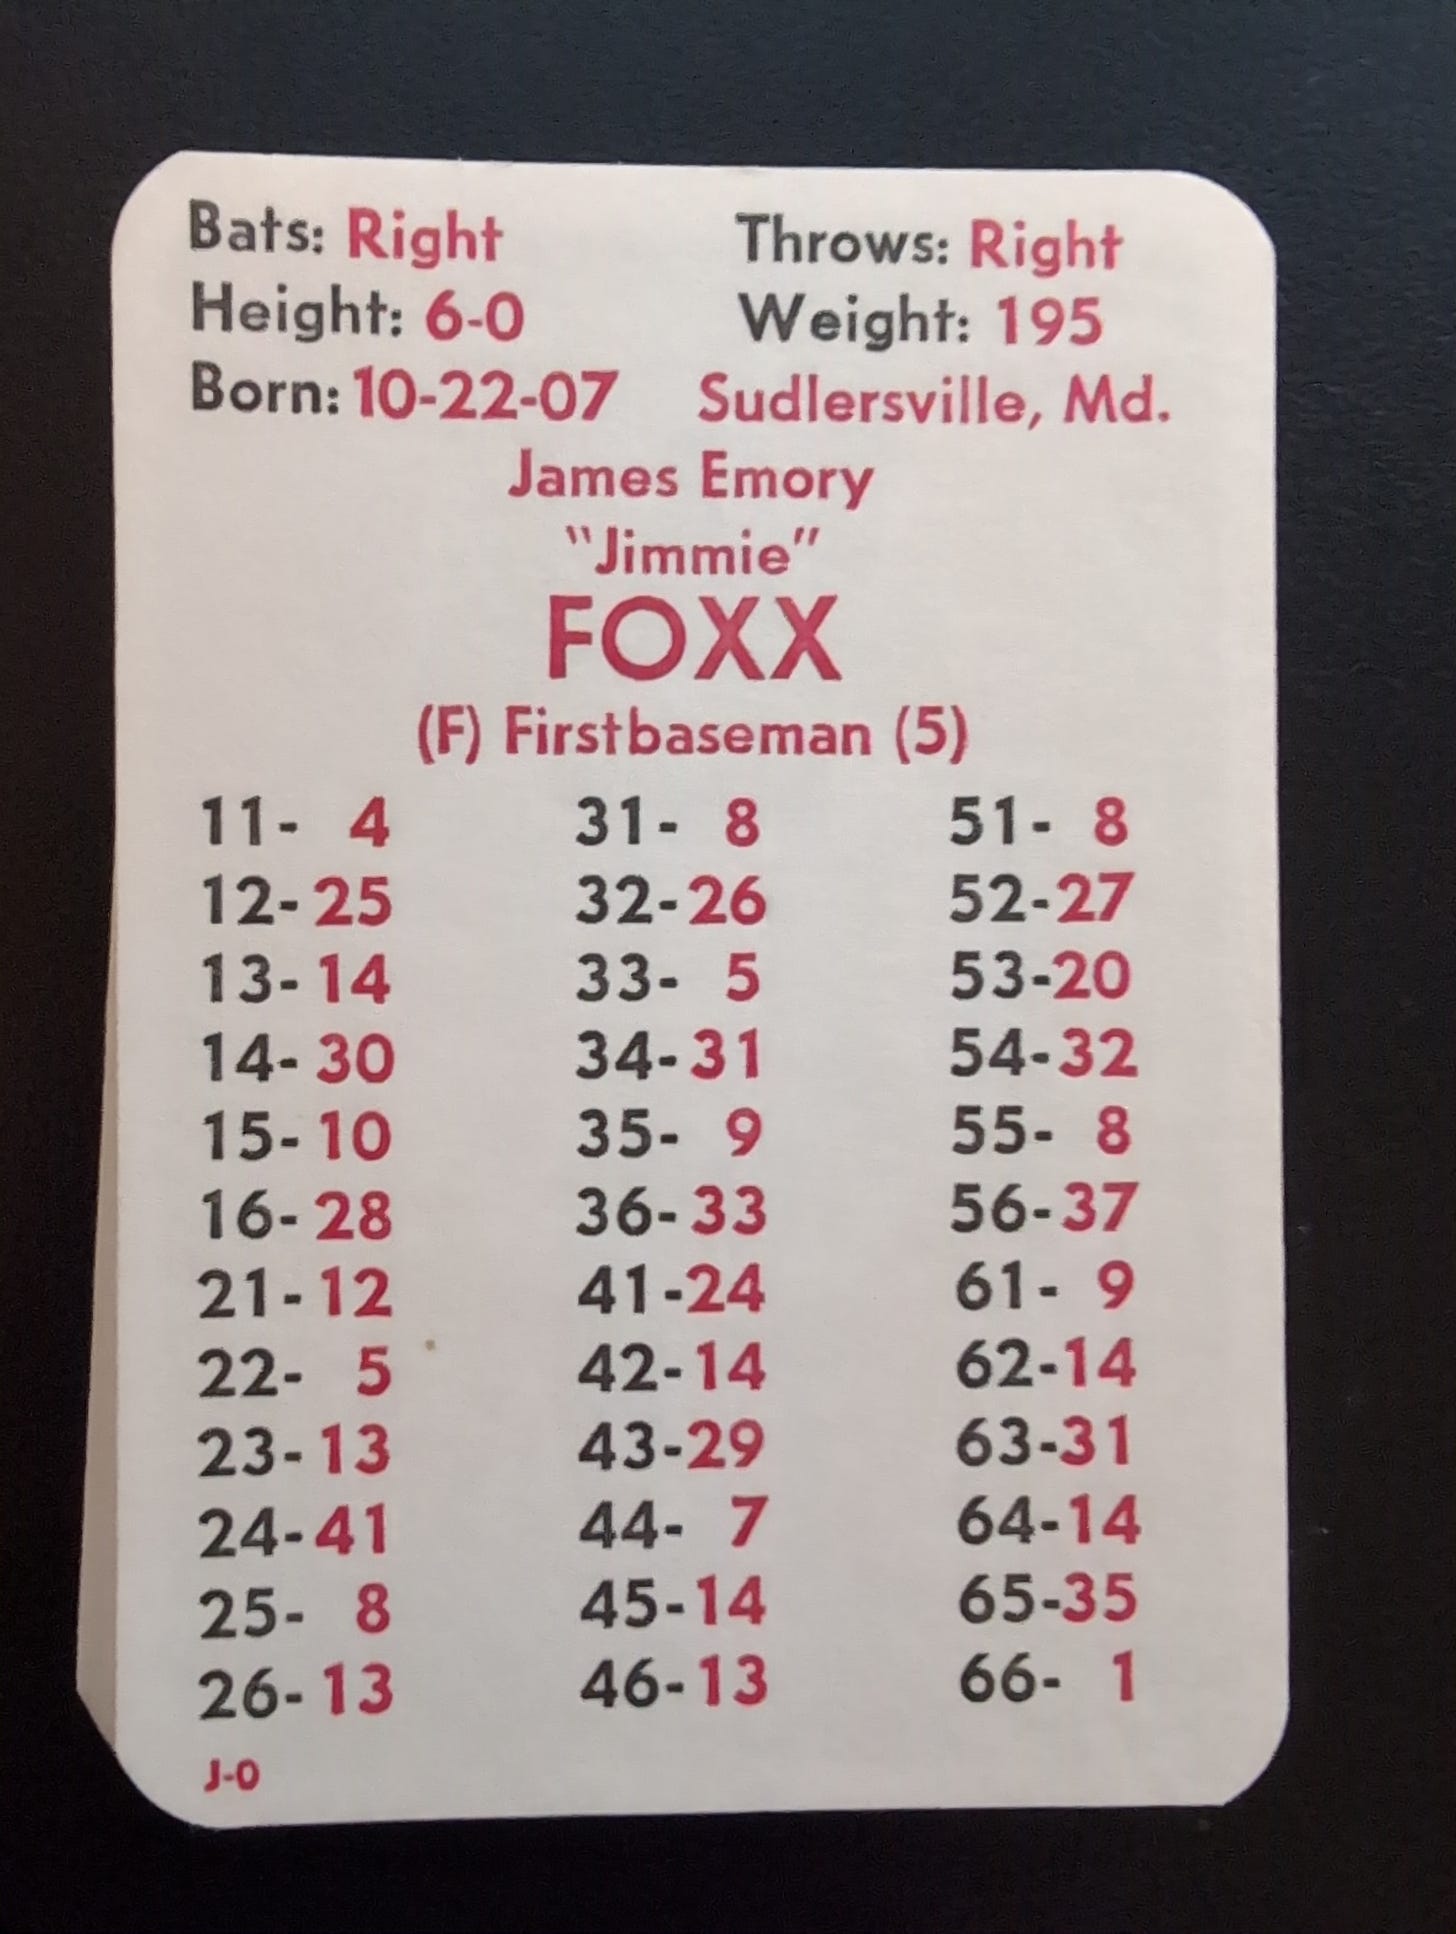 Bats: Right Throws: Right
Height: 6-0 Weight: 195
Born: 10-22-07 Sudlersville, Md.
James Emory
"Jimmie"
FOXX
(F) Firstbaseman (5)
11- 4 31- 8 51- 8
12-25 32-26 52-27
13-14 33- 5 53-20
14-30 34-31 54-32
15-10 35- 9 55- 8
16-28 36-33 56-37
21-12 41-24 61- 9
22- 5 42-14 62-14
23-13 43-29 63-31
24-41 44- 7 64-14
25- 8 45-14 65-35
26-13 46-13 66- 1
J-0